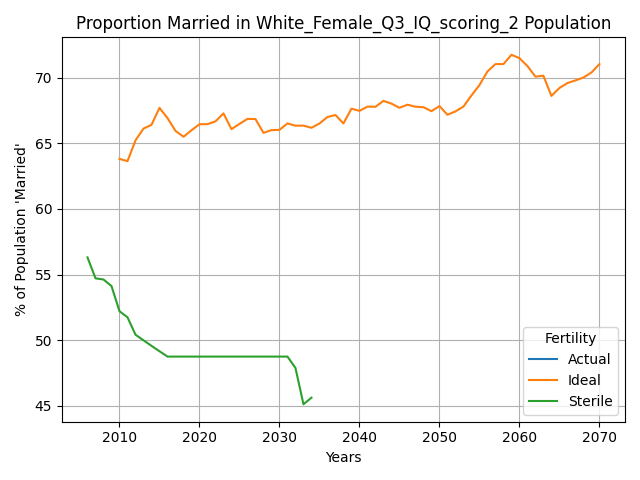 Proportion Married in White_Female_Q3_IQ_scoring_2 Population
% of Population 'Married'
70
65
60
55
50
45
2010 2020 2030 2040 2050 2060 2070
Years
Fertility
Actual
Ideal
Sterile